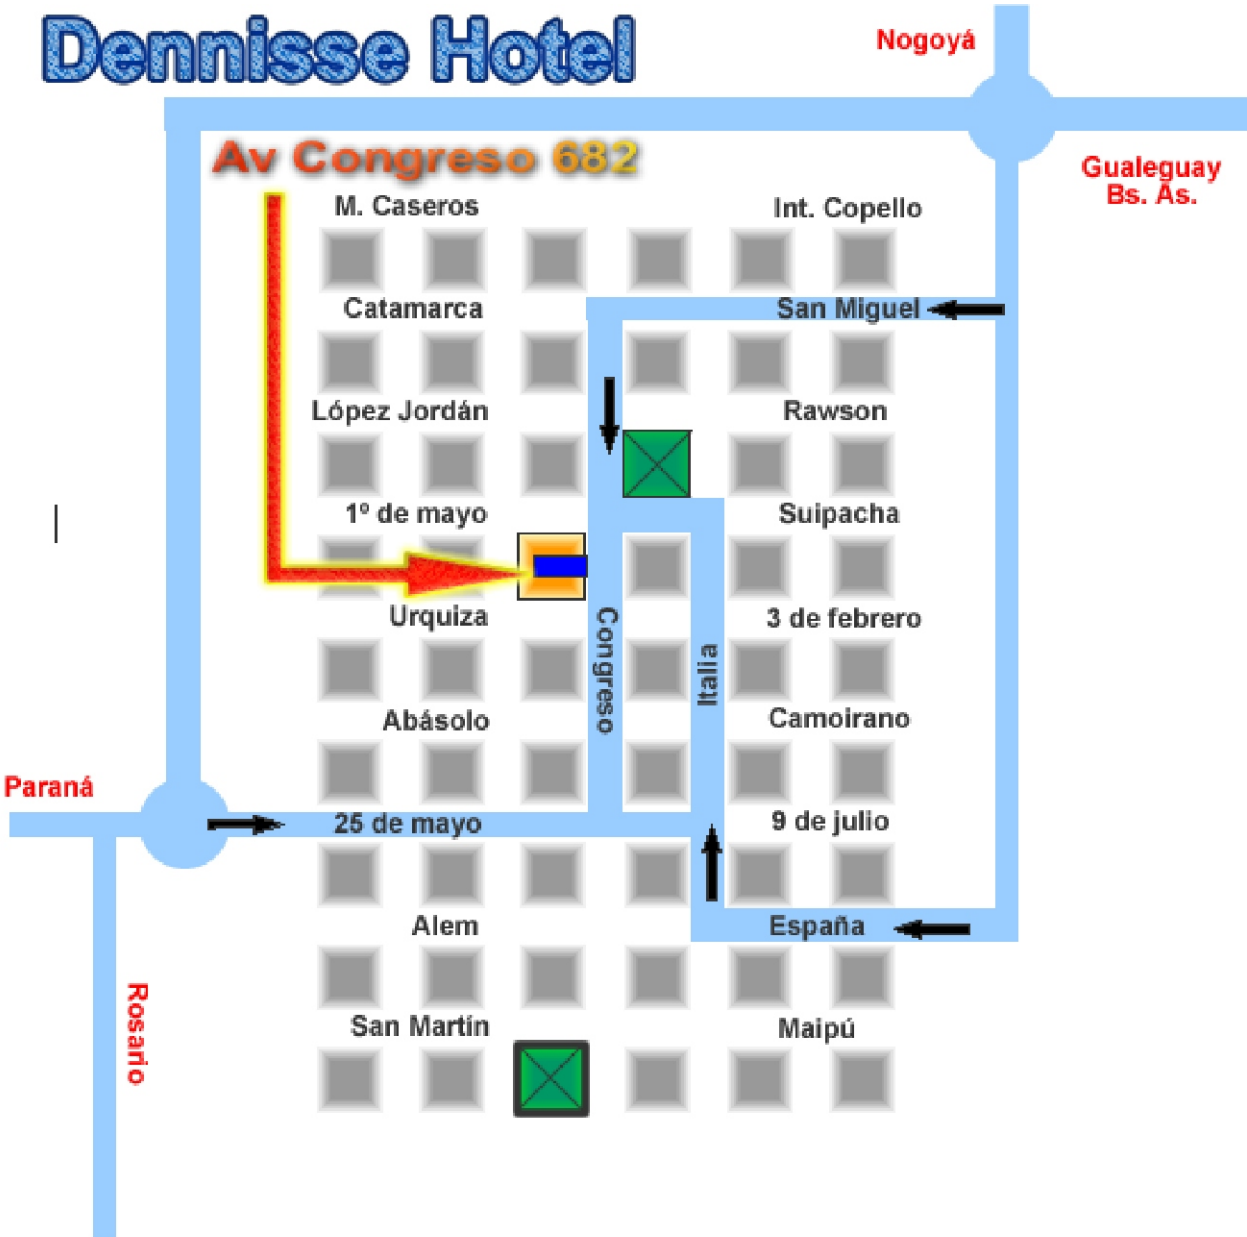 Dennisse Hotel
Nogoyá
Av Congreso 682
Gualeguay
Bs. As.
M. Caseros
Int. Copello
Catamarca
San Miguel
López Jordán
Rawson
1º de mayo
Suipacha
Urquiza
3 de febrero
Congreso
Italia
Abásolo
Camoirano
Paraná
25 de mayo
9 de julio
Alem
España
Rosario
San Martín
Maipú